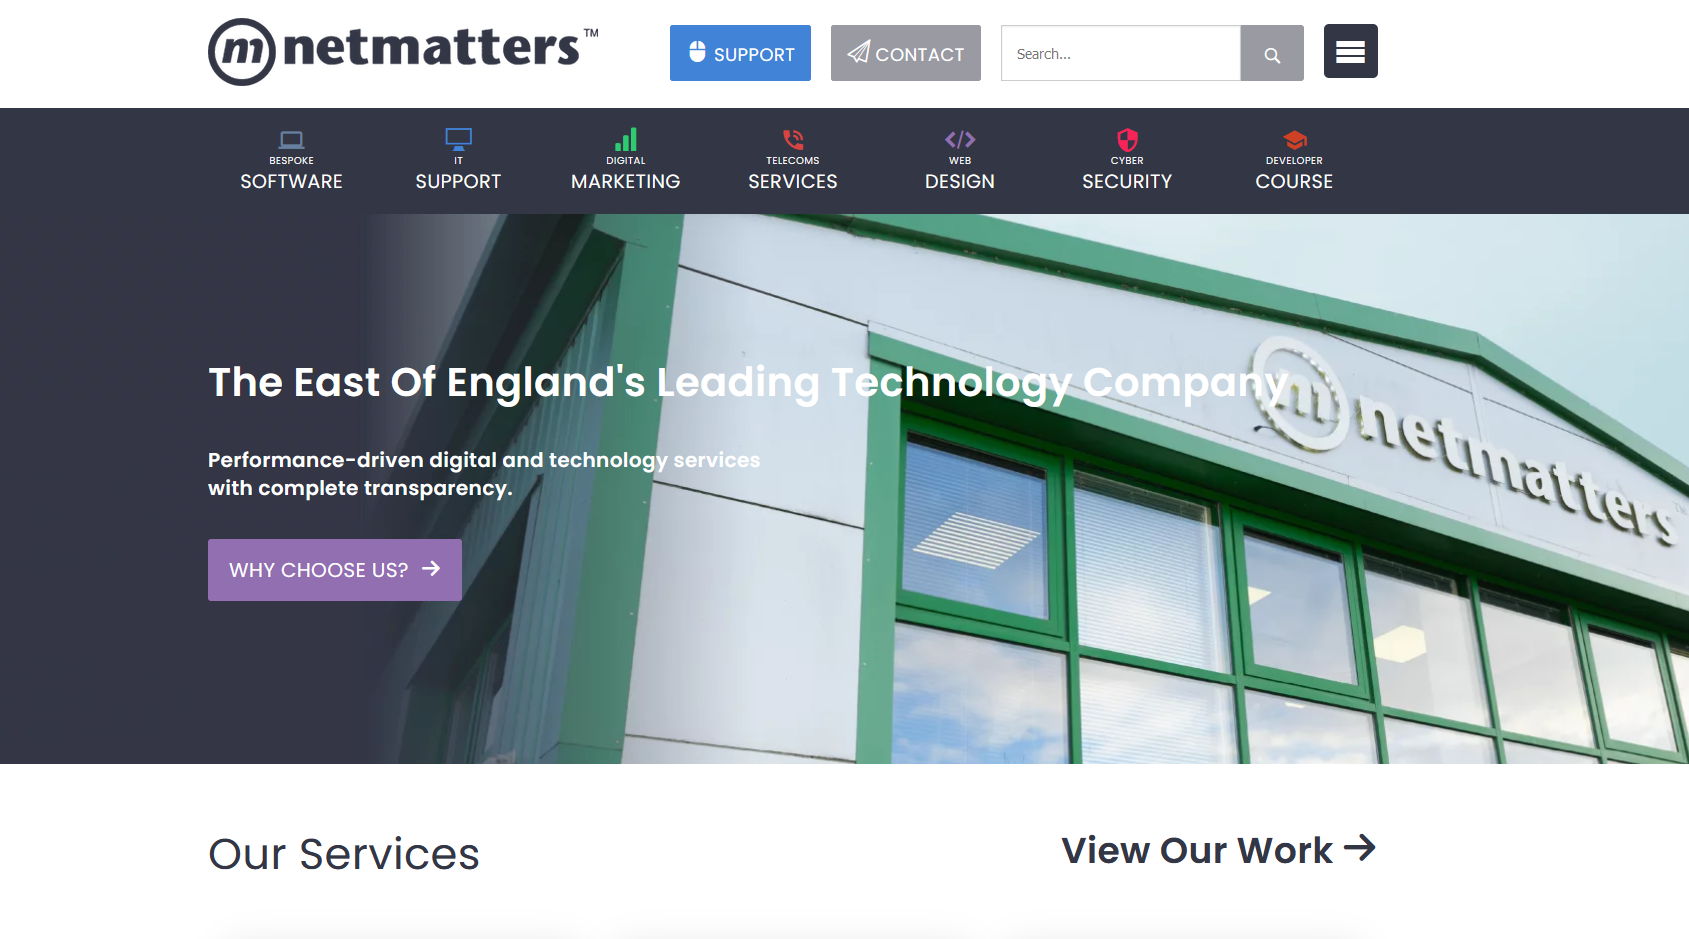 m netmatters™
SUPPORT
CONTACT
Search...
BESPOKE
SOFTWARE
IT
SUPPORT
DIGITAL
MARKETING
TELECOMS
SERVICES
WEB
DESIGN
CYBER
SECURITY
DEVELOPER
COURSE
The East Of England's Leading Technology Company
m netmatters™
Performance-driven digital and technology services
with complete transparency.
WHY CHOOSE US?
Our Services
View Our Work